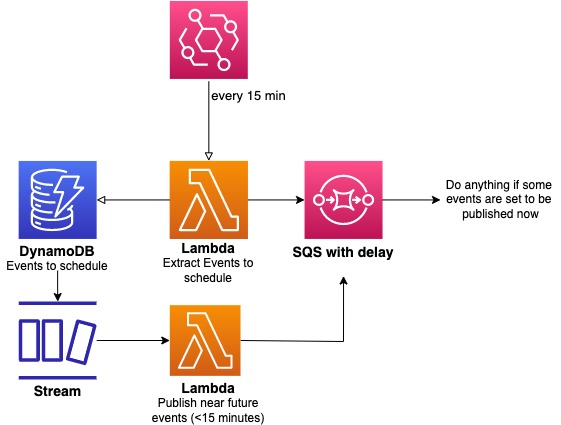 every 15 min
Do anything if some
events are set to be
published now
DynamoDB
Events to schedule
Lambda
Extract Events to
schedule
SQS with delay
Stream
Lambda
Publish near future
events (<15 minutes)